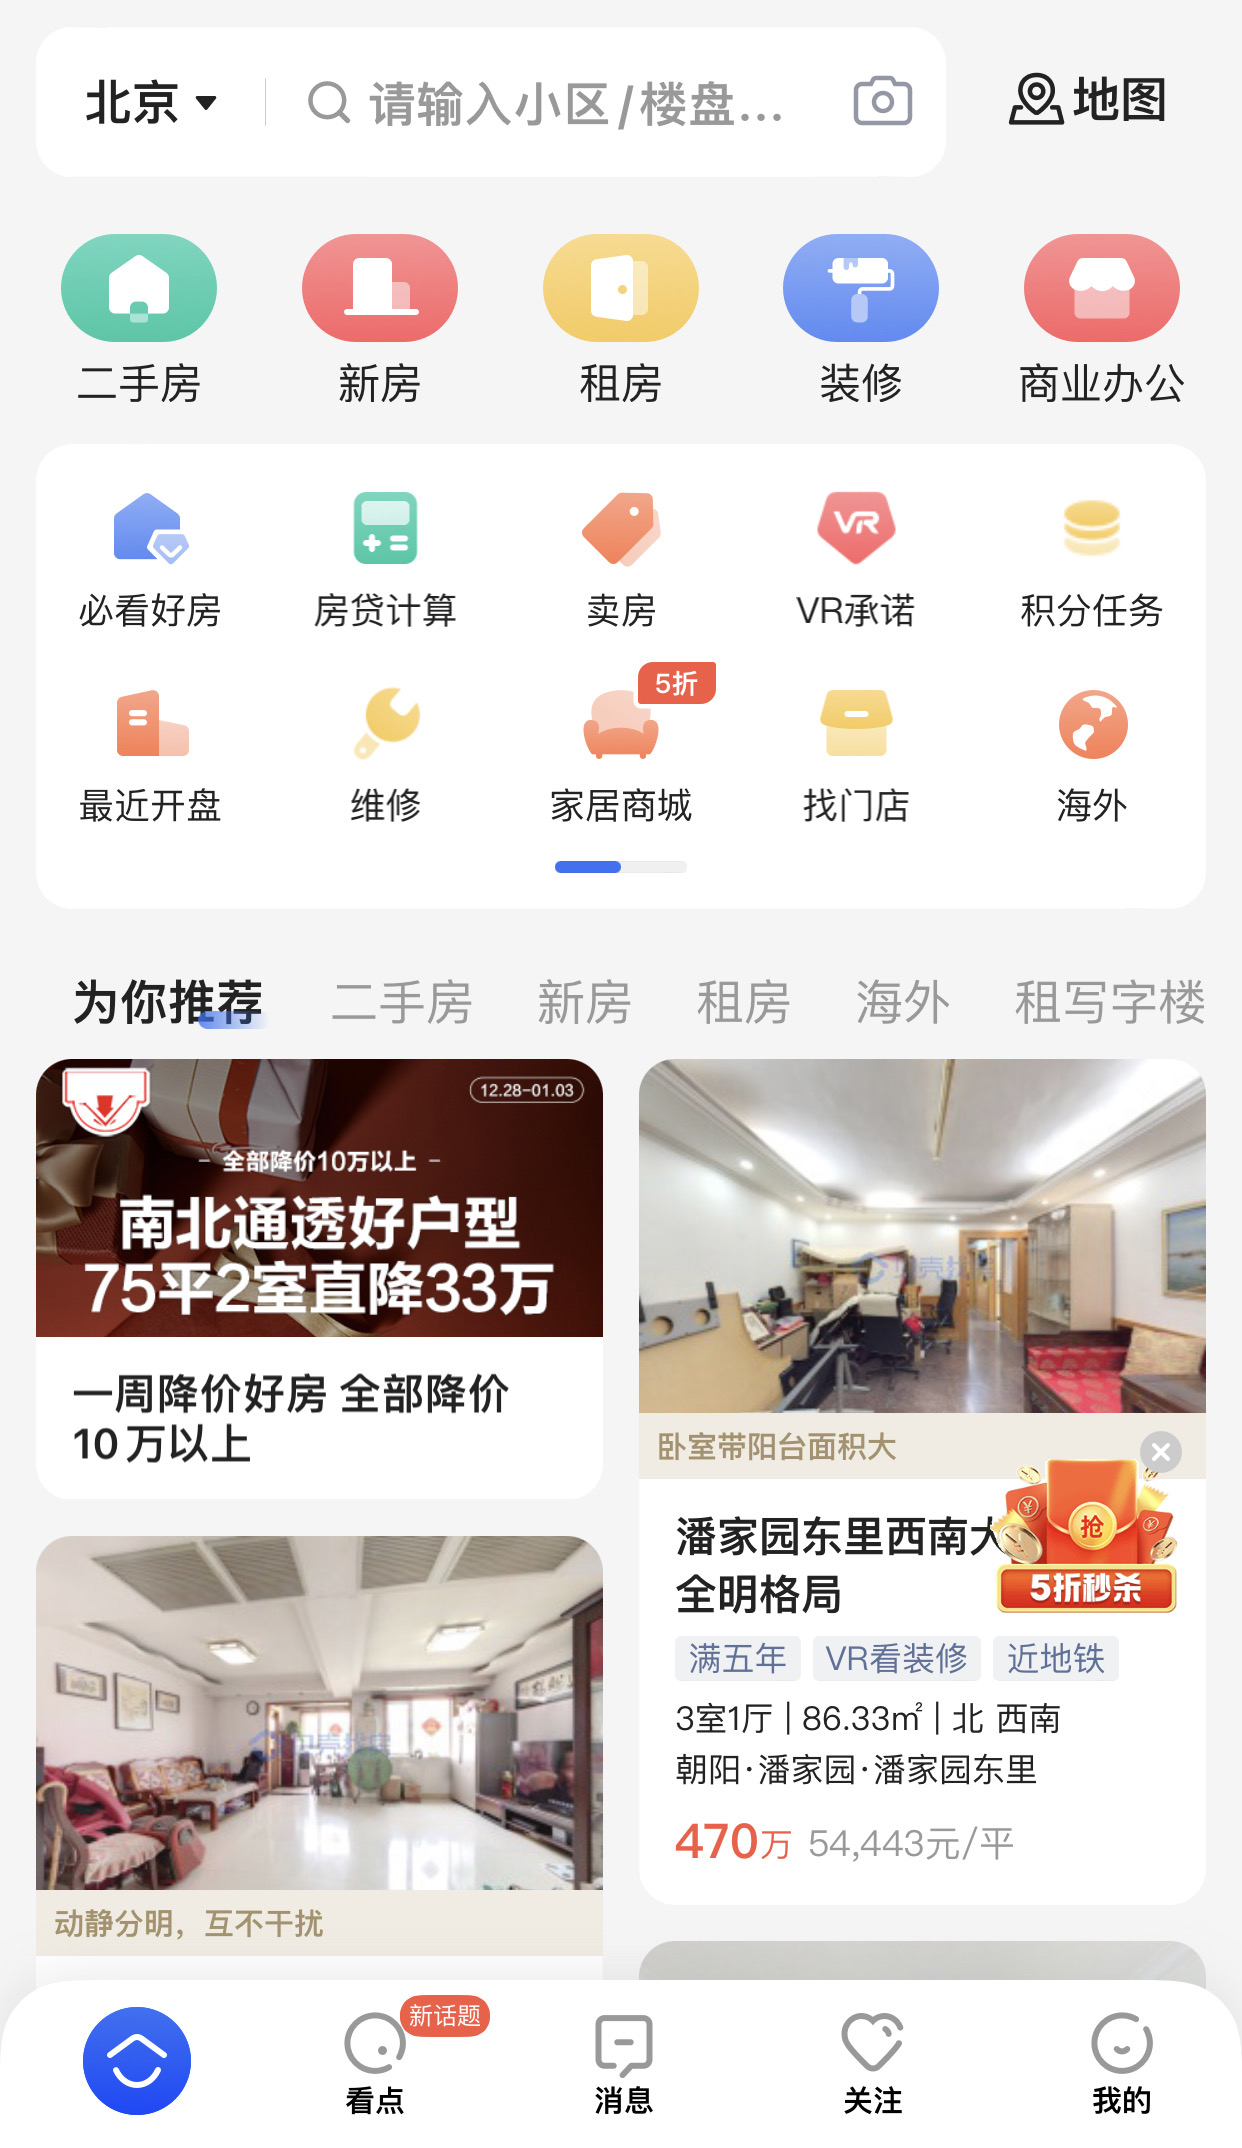 北京
请输入小区/楼盘...
地图
二手房
新房
租房
装修
商业办公
必看好房
房贷计算
卖房
VR
VR承诺
积分任务
最近开盘
维修
5折
家居商城
找门店
海外
为你推荐
二手房
新房
租房
海外
租写字楼
12.28-01.03
全部降价10万以上
南北通透好户型
75平2室直降33万
一周降价好房 全部降价
10万以上
卧室带阳台面积大
抢
5折秒杀
潘家园东里西南
全明格局
满五年
VR看装修
近地铁
3室1厅 | 86.33㎡ | 北 西南
朝阳·潘家园·潘家园东里
470万 54,443元/平
动静分明，互不干扰
新话题
看点
消息
关注
我的